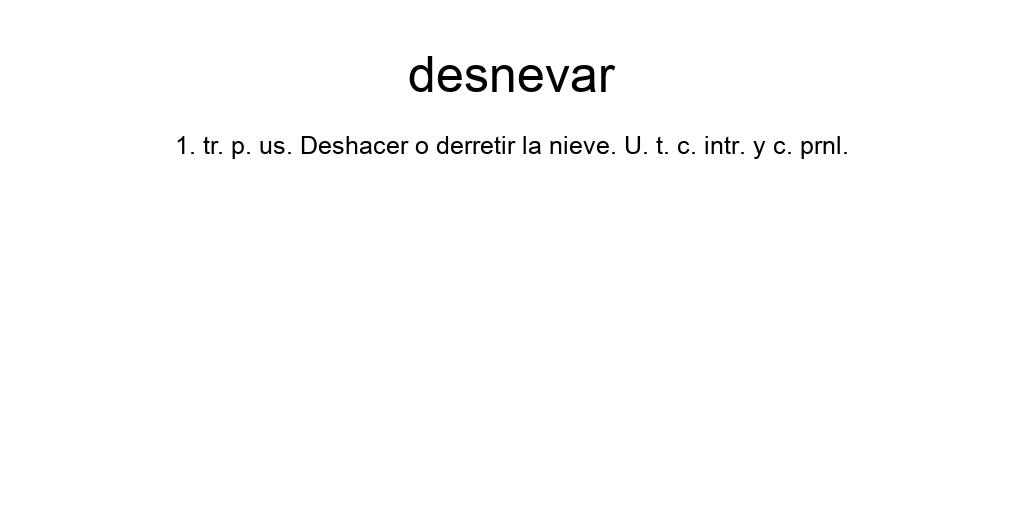 desnevar
1. tr. p. us. Deshacer o derretir la nieve. U. t. c. intr. y c. prnl.